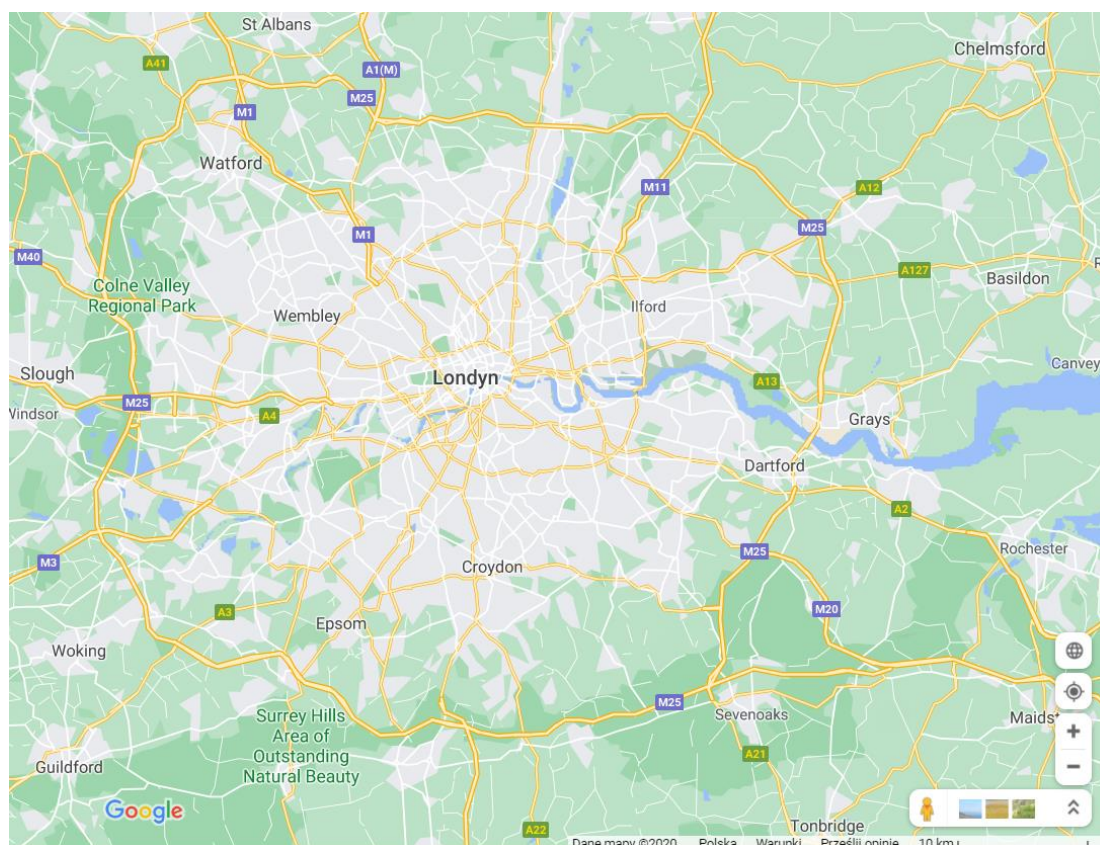 St Albans
Chelmsford
A41
A1(M)
M25
M1
Watford
M11
A12
M25
M1
M40
A127
Basildon
Colne Valley
Regional Park
Wembley
Ilford
Slough
Londyn
A13
Canvey
Windsor
M25
A4
Grays
Dartford
A2
M25
Rochester
M3
Croydon
M20
A3
Epsom
Woking
M25
Sevenoaks
Surrey Hills
Area of
Outstanding
Natural Beauty
Maidst
A21
Guildford
Google
A22
Tonbridge
Dane mapy ©2020 Polska Warunki Prześlij opinię 10 km